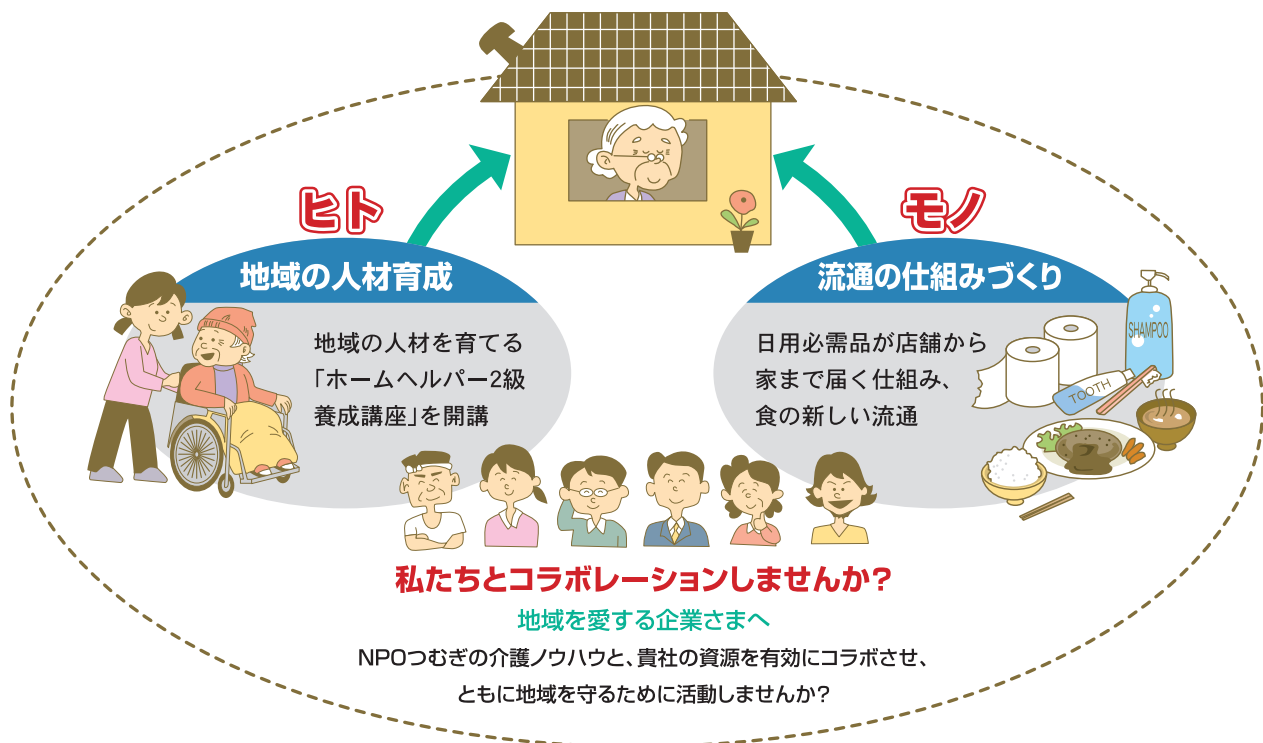 ヒト
地域の人材育成
地域の人材を育てる
「ホームヘルパー2級
養成講座」を開講
モノ
流通の仕組みづくり
日用必需品が店舗から
家まで届く仕組み、
食の新しい流通
SHAMPOO
TOOTH
私たちとコラボレーションしませんか?
地域を愛する企業さまへ
NPOつむぎの介護ノウハウと、貴社の資源を有効にコラボさせ、
ともに地域を守るために活動しませんか?